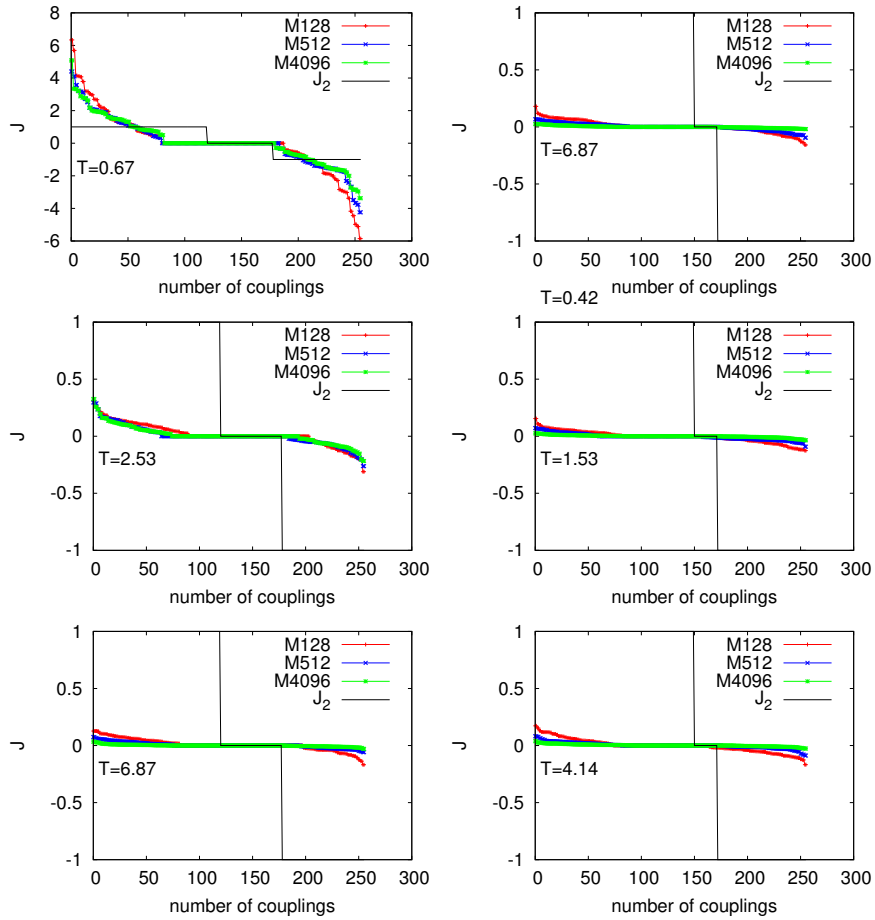 8
6
4
2
0
-2
-4
-6
J
M128
M512
M4096
J2
T=0.67
0 50 100 150 200 250 300
number of couplings
1
0.5
0
-0.5
-1
J
M128
M512
M4096
J2
T=6.87
0 50 100 150 200 250 300
number of couplings
T=0.42
1
0.5
0
-0.5
-1
J
M128
M512
M4096
J2
T=2.53
0 50 100 150 200 250 300
number of couplings
1
0.5
0
-0.5
-1
J
M128
M512
M4096
J2
T=1.53
0 50 100 150 200 250 300
number of couplings
1
0.5
0
-0.5
-1
J
M128
M512
M4096
J2
T=6.87
0 50 100 150 200 250 300
number of couplings
1
0.5
0
-0.5
-1
J
M128
M512
M4096
J2
T=4.14
0 50 100 150 200 250 300
number of couplings